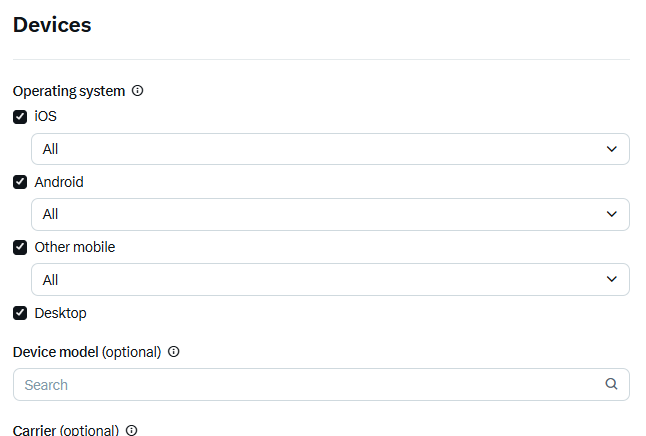 Devices
Operating system
iOS
All
Android
All
Other mobile
All
Desktop
Device model (optional)
Search
Carrier (optional)